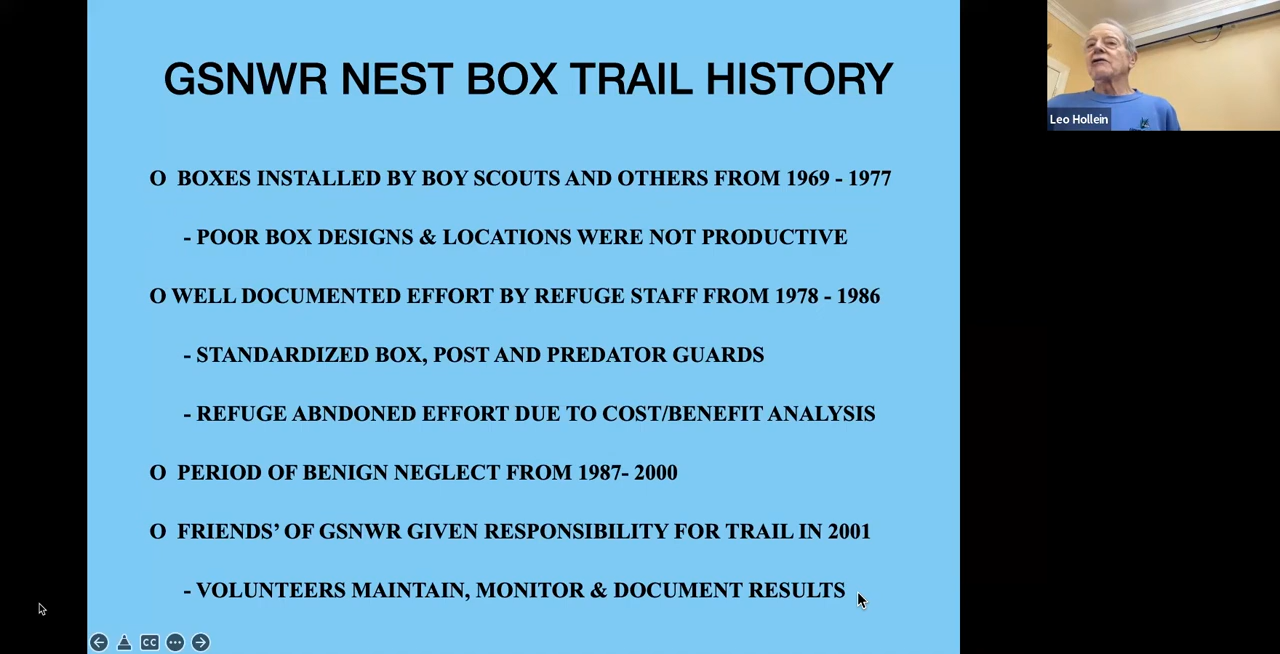 GSNWR NEST BOX TRAIL HISTORY
O BOXES INSTALLED BY BOY SCOUTS AND OTHERS FROM 1969 - 1977
- POOR BOX DESIGNS & LOCATIONS WERE NOT PRODUCTIVE
O WELL DOCUMENTED EFFORT BY REFUGE STAFF FROM 1978 - 1986
- STANDARDIZED BOX, POST AND PREDATOR GUARDS
- REFUGE ABNDONED EFFORT DUE TO COST/BENEFIT ANALYSIS
O PERIOD OF BENIGN NEGLECT FROM 1987- 2000
O FRIENDS’ OF GSNWR GIVEN RESPONSIBILITY FOR TRAIL IN 2001
- VOLUNTEERS MAINTAIN, MONITOR & DOCUMENT RESULTS
CC
Leo Hollein